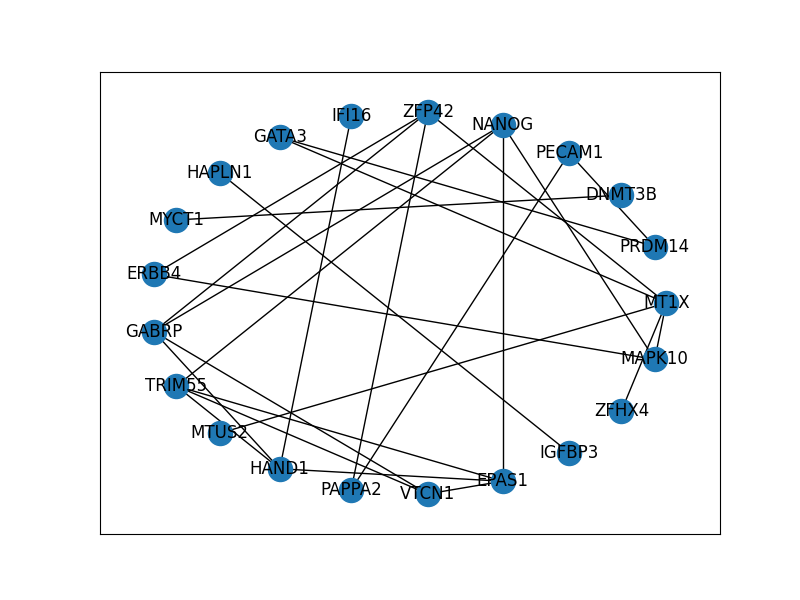 IFI16
ZFP42
NANOG
GATA3
PECAM1
HAPLN1
DNMT3B
MYCT1
PRDM14
ERBB4
MT1X
GABRP
MAPK10
TRIM55
ZFHX4
MTUS2
IGFBP3
HAND1
EPAS1
PAPPA2
VTCN1